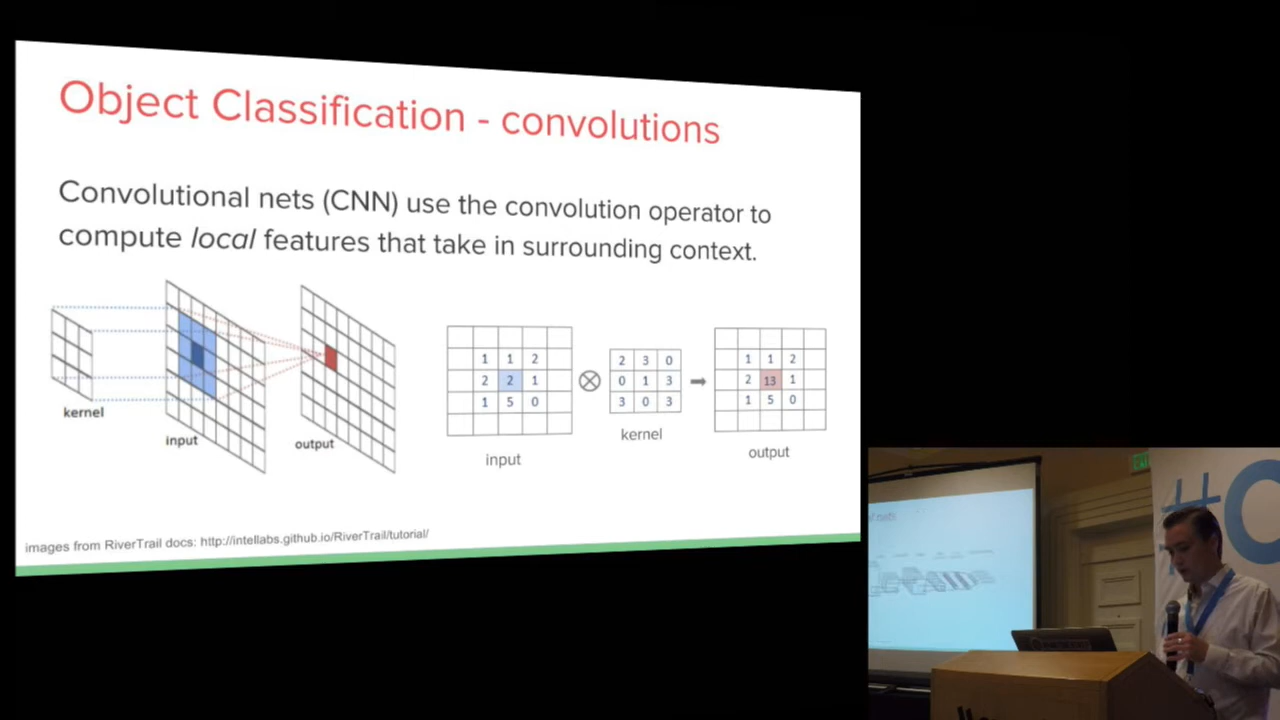 Object Classification - convolutions
Convolutional nets (CNN) use the convolution operator to
compute local features that take in surrounding context.
kernel
input
output
1 1 2
2 2 1
1 5 0
input
2 3 0
0 1 3
3 0 3
kernel
1 1 2
2 13 1
1 5 0
output
images from RiverTrail docs: http://intellabs.github.io/RiverTrail/tutorial/
#O